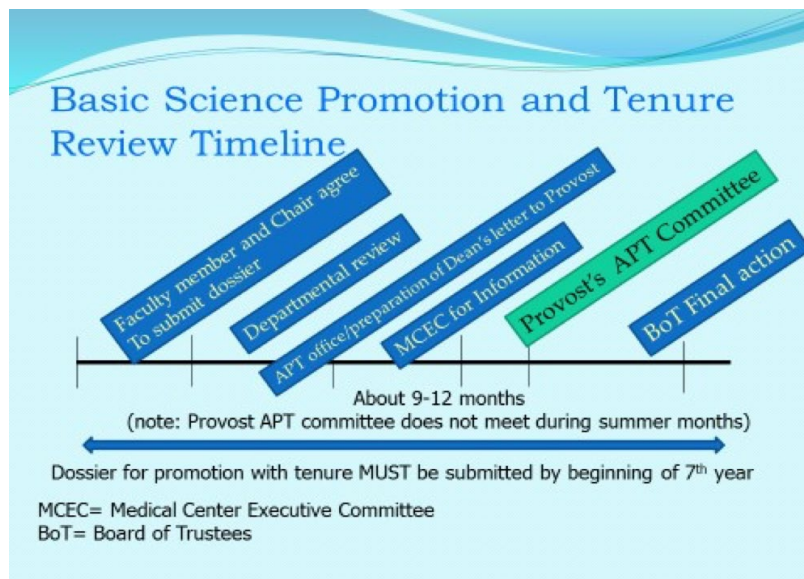 Basic Science Promotion and Tenure
Review Timeline
Faculty member and Chair agree
To submit dossier
Departmental review
APT office/preparation of Dean's letter to Provost
MCEC for Information
Provost's APT Committee
BoT Final action
About 9-12 months
(note: Provost APT committee does not meet during summer months)
Dossier for promotion with tenure MUST be submitted by beginning of 7th year
MCEC= Medical Center Executive Committee
BoT= Board of Trustees